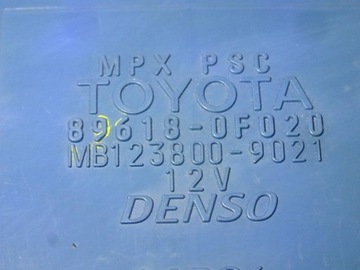 MPX PSC
TOYOTA
89618-0F020
MB123800-9021
12V
DENSO